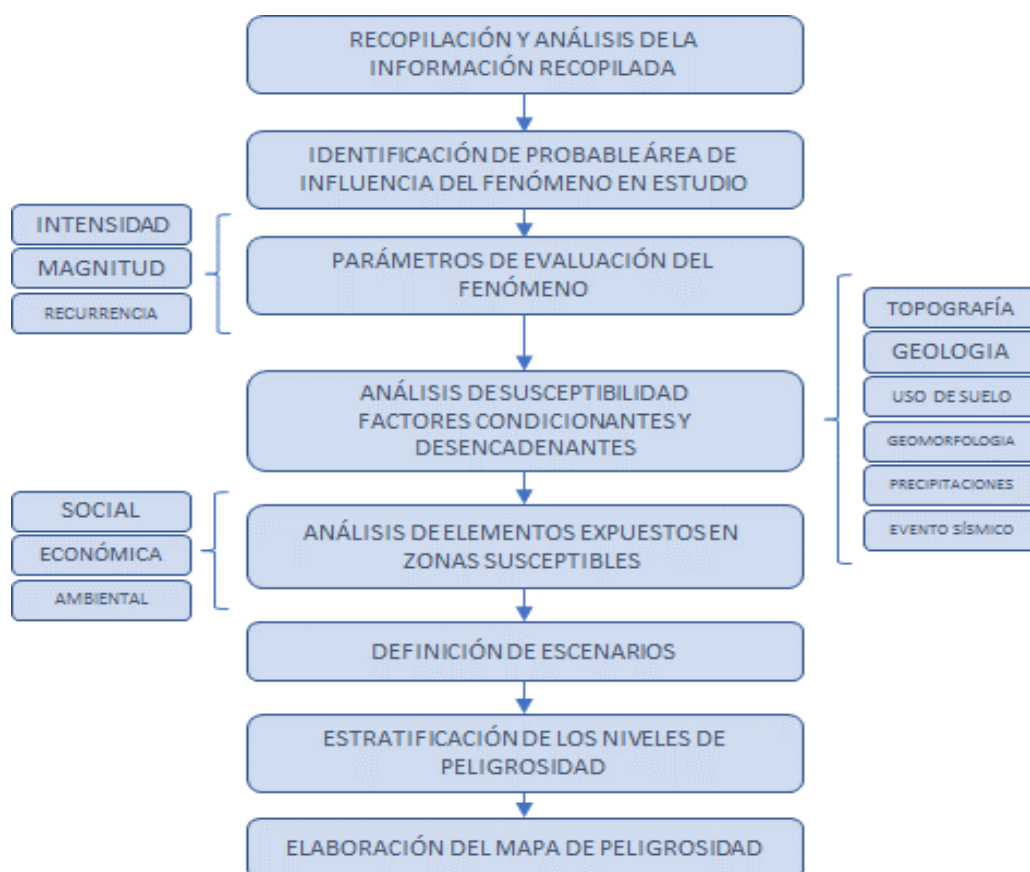 RECOPILACIÓN Y ANÁLISIS DE LA
INFORMACIÓN RECOPILADA
IDENTIFICACIÓN DE PROBABLE ÁREA DE
INFLUENCIA DEL FENÓMENO EN ESTUDIO
INTENSIDAD
MAGNITUD
RECURRENCIA
PARÁMETROS DE EVALUACIÓN DEL
FENÓMENO
TOPOGRAFÍA
GEOLOGIA
USO DE SUELO
GEOMORFOLOGIA
PRECIPITACIONES
EVENTO SÍSMICO
ANÁLISIS DE SUSCEPTIBILIDAD
FACTORES CONDICIONANTES Y
DESENCADENANTES
SOCIAL
ECONÓMICA
AMBIENTAL
ANÁLISIS DE ELEMENTOS EXPUESTOS EN
ZONAS SUSCEPTIBLES
DEFINICIÓN DE ESCENARIOS
ESTRATIFICACIÓN DE LOS NIVELES DE
PELIGROSIDAD
ELABORACIÓN DEL MAPA DE PELIGROSIDAD